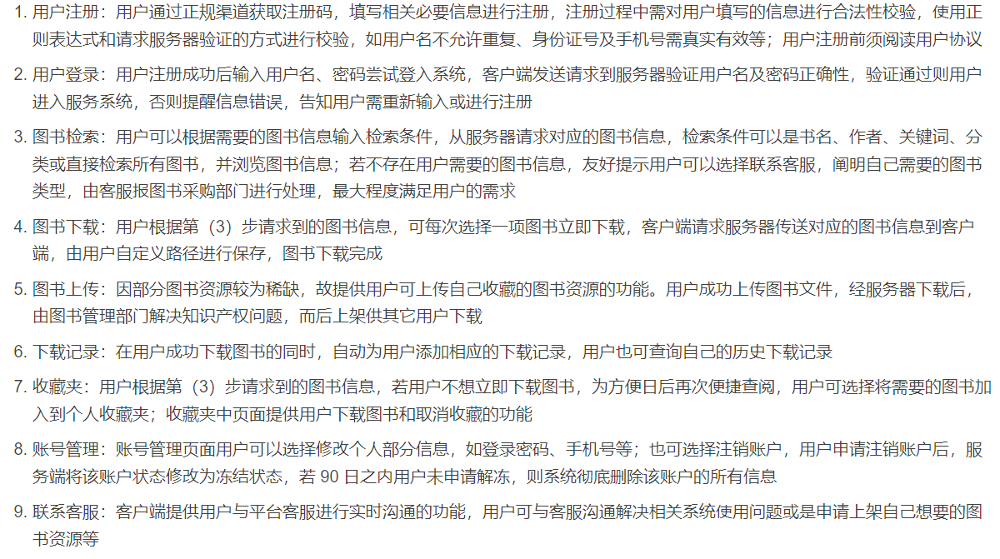 1. 用户注册：用户通过正规渠道获取注册码，填写相关必要信息进行注册，注册过程中需对用户填写的信息进行合法性校验，使用正
则表达式和请求服务器验证的方式进行校验，如用户名不允许重复、身份证号及手机号需真实有效等；用户注册前须阅读用户协议
2. 用户登录：用户注册成功后输入用户名、密码尝试登入系统，客户端发送请求到服务器验证用户名及密码正确性，验证通过则用户
进入服务系统，否则提醒信息错误，告知用户需重新输入或进行注册
3. 图书检索：用户可以根据需要的图书信息输入检索条件，从服务器请求对应的图书信息，检索条件可以是书名、作者、关键词、分
类或直接检索所有图书，并浏览图书信息；若不存在用户需要的图书信息，友好提示用户可以选择联系客服，阐明自己需要的图书
类型，由客服报图书采购部门进行处理，最大程度满足用户的需求
4. 图书下载：用户根据第（3）步请求到的图书信息，可每次选择一项图书立即下载，客户端请求服务器传送对应的图书信息到客户
端，由用户自定义路径进行保存，图书下载完成
5. 图书上传：因部分图书资源较为稀缺，故提供用户可上传自己收藏的图书资源的功能。用户成功上传图书文件，经服务器下载后，
由图书管理部门解决知识产权问题，而后上架供其它用户下载
6. 下载记录：在用户成功下载图书的同时，自动为用户添加相应的下载记录，用户也可查询自己的历史下载记录
7. 收藏夹：用户根据第（3）步请求到的图书信息，若用户不想立即下载图书，为方便日后再次便捷查阅，用户可选择将需要的图书加
入到个人收藏夹；收藏夹中页面提供用户下载图书和取消收藏的功能
8. 账号管理：账号管理页面用户可以选择修改个人部分信息，如登录密码、手机号等；也可选择注销账户，用户申请注销账户后，服
务端将该账户状态修改为冻结状态，若 90 日之内用户未申请解冻，则系统彻底删除该账户的所有信息
9. 联系客服：客户端提供用户与平台客服进行实时沟通的功能，用户可与客服沟通解决相关系统使用问题或是申请上架自己想要的图
书资源等